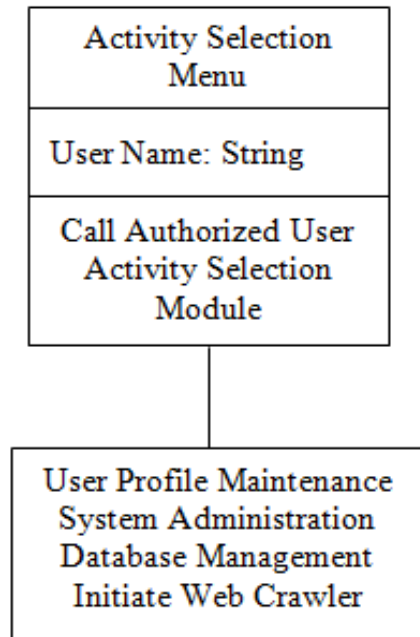 Activity Selection
Menu
User Name: String
Call Authorized User
Activity Selection
Module
User Profile Maintenance
System Administration
Database Management
Initiate Web Crawler